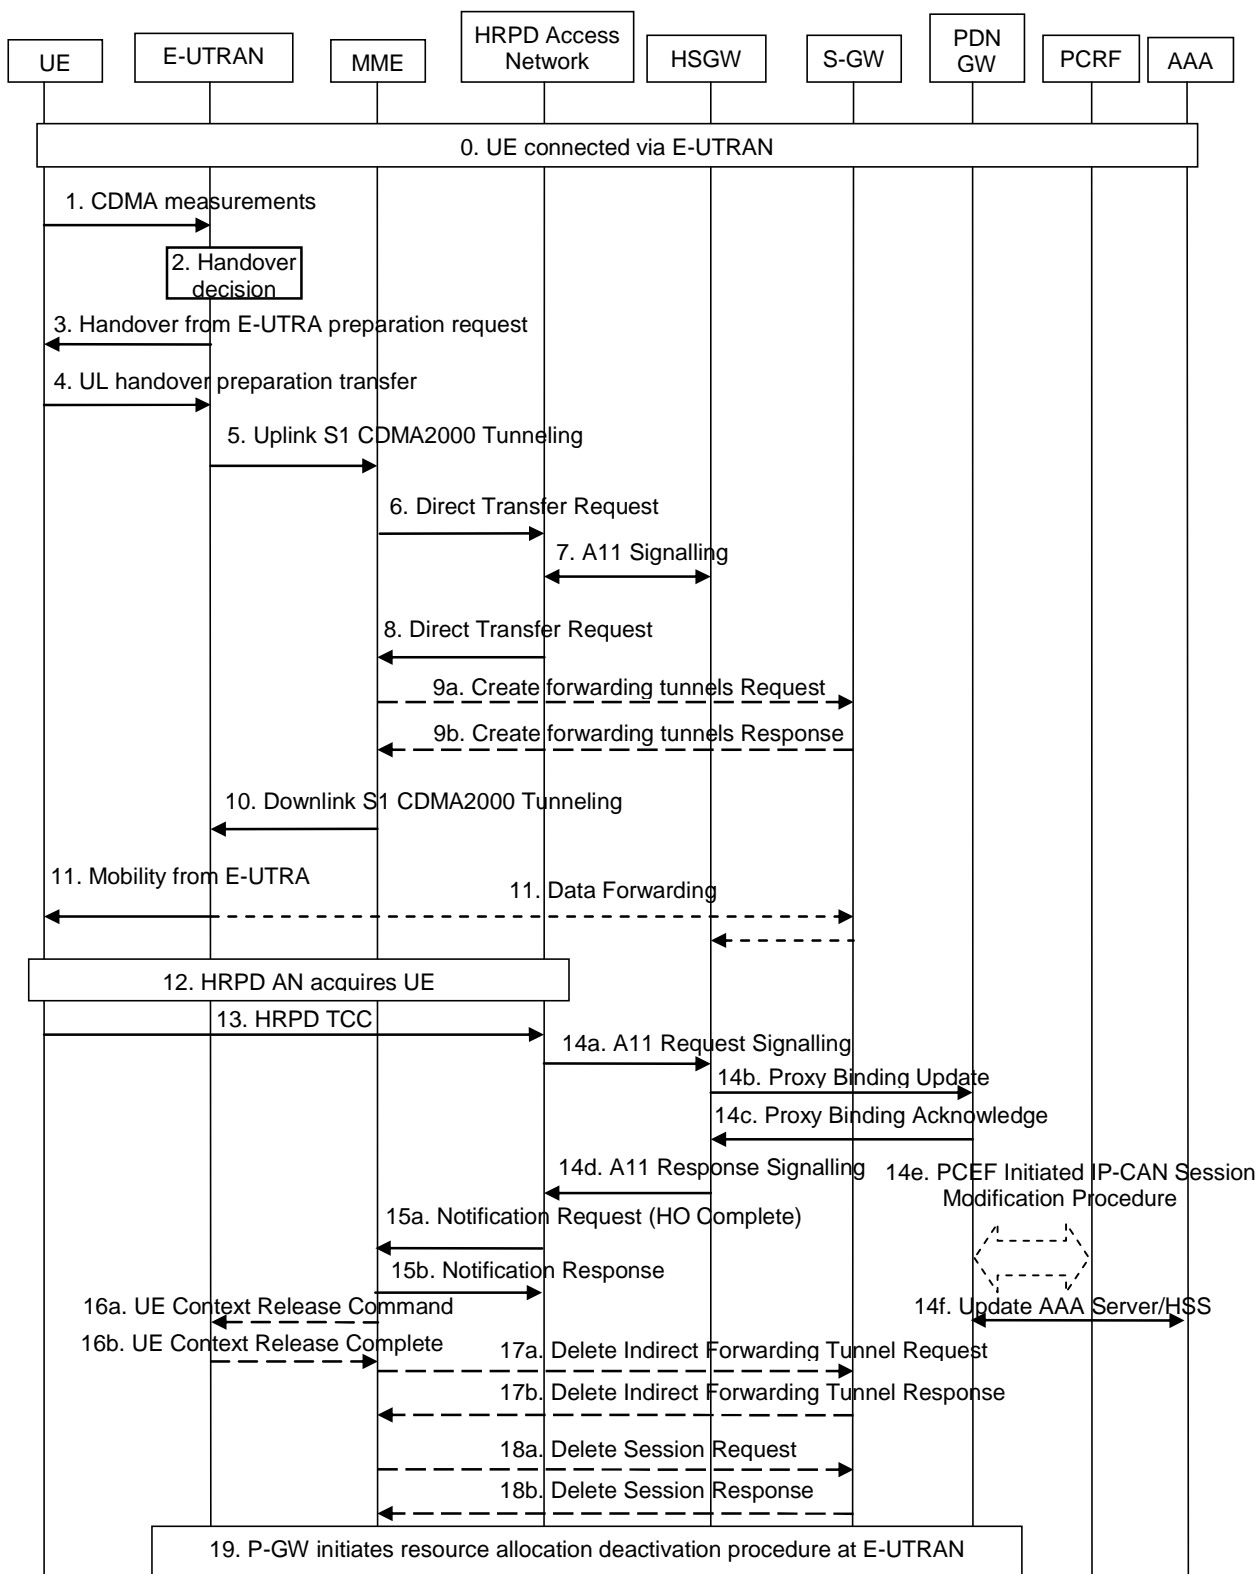 UE
E-UTRAN
MME
HRPD Access
Network
HSGW
S-GW
PDN
GW
PCRF
AAA
0. UE connected via E-UTRAN
1. CDMA measurements
2. Handover
decision
3. Handover from E-UTRA preparation request
4. UL handover preparation transfer
5. Uplink S1 CDMA2000 Tunneling
6. Direct Transfer Request
7. A11 Signalling
8. Direct Transfer Request
9a. Create forwarding tunnels Request
9b. Create forwarding tunnels Response
10. Downlink S1 CDMA2000 Tunneling
11. Mobility from E-UTRA
11. Data Forwarding
12. HRPD AN acquires UE
13. HRPD TCC
14a. A11 Request Signalling
14b. Proxy Binding Update
14c. Proxy Binding Acknowledge
14d. A11 Response Signalling
14e. PCEF Initiated IP-CAN Session
Modification Procedure
15a. Notification Request (HO Complete)
15b. Notification Response
16a. UE Context Release Command
14f. Update AAA Server/HSS
16b. UE Context Release Complete
17a. Delete Indirect Forwarding Tunnel Request
17b. Delete Indirect Forwarding Tunnel Response
18a. Delete Session Request
18b. Delete Session Response
19. P-GW initiates resource allocation deactivation procedure at E-UTRAN